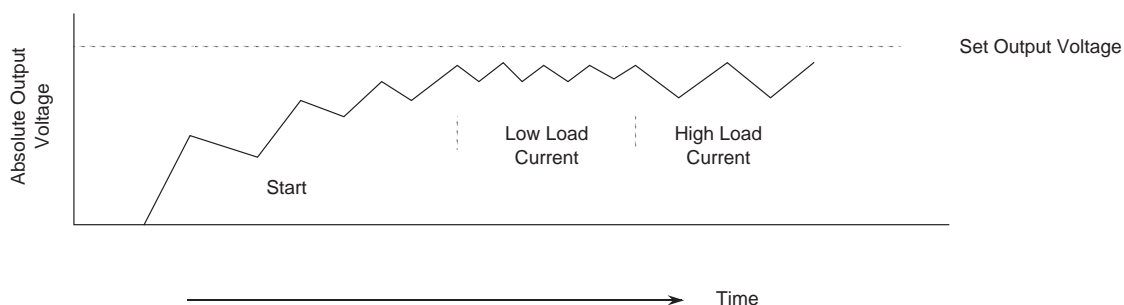 Set Output Voltage
Absolute Output
Voltage
Low Load
Current
High Load
Current
Start
Time